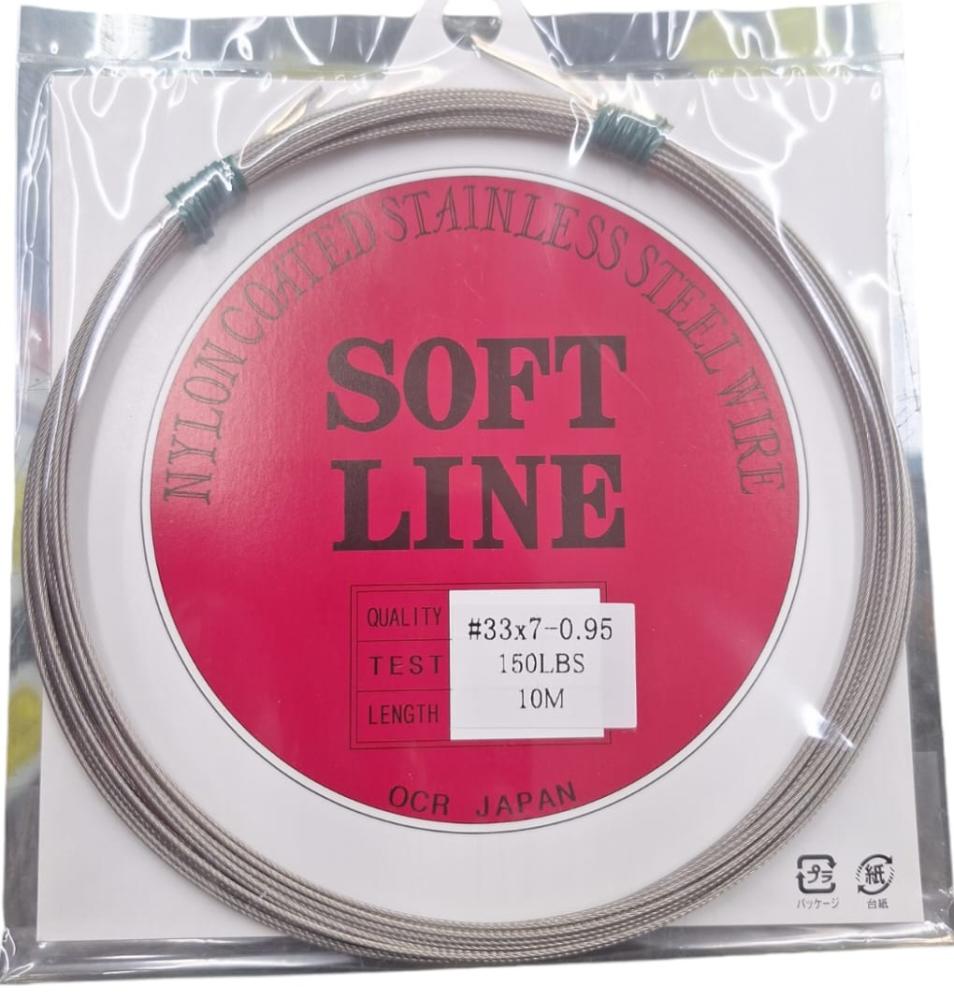 NYLON COATED STAINLESS STEEL WIRE
SOFT
LINE
QUALITY #33x7-0.95
TEST 150LBS
LENGTH 10M
OCR JAPAN
プラ 紙
パッケージ 台紙